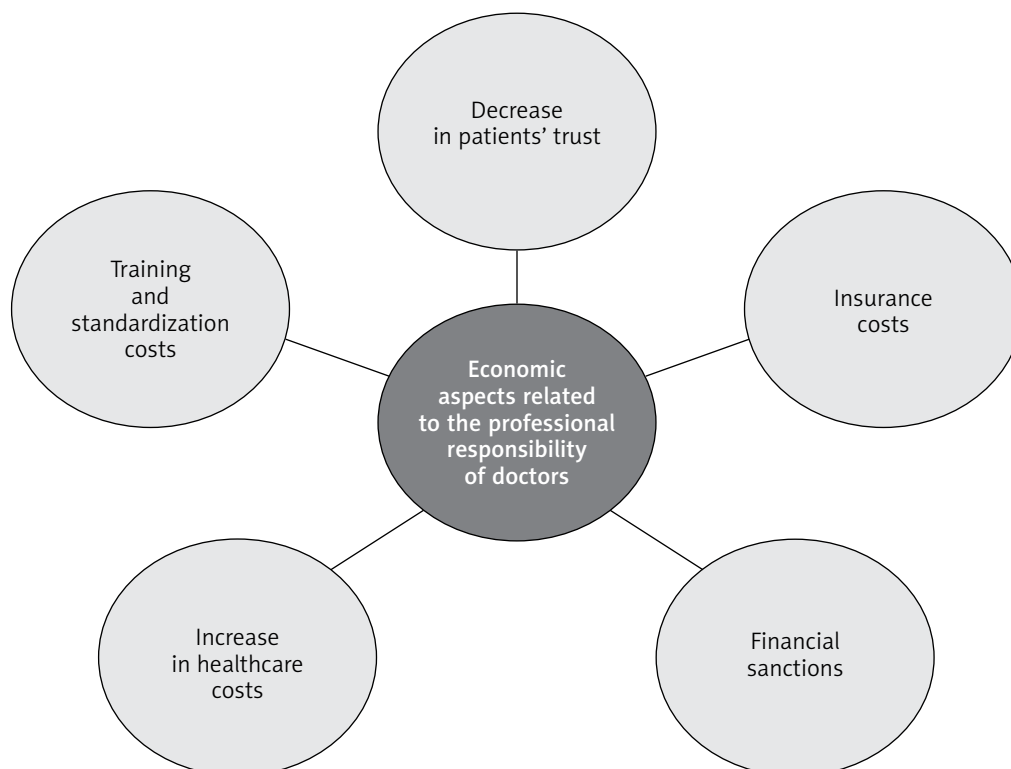 Decrease
in patients’ trust
Training
and
standardization
costs
Insurance
costs
Economic
aspects related
to the professional
responsibility
of doctors
Increase
in healthcare
costs
Financial
sanctions